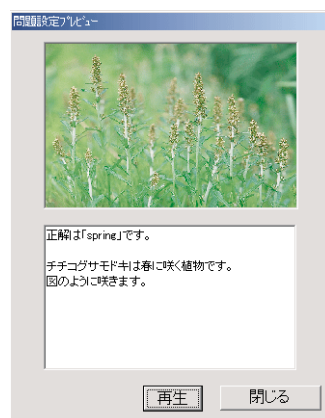 問題設定プレビュー
正解は「spring」です。
チチコグサモドキは春に咲く植物です。
図のように咲きます。
再生
閉じる